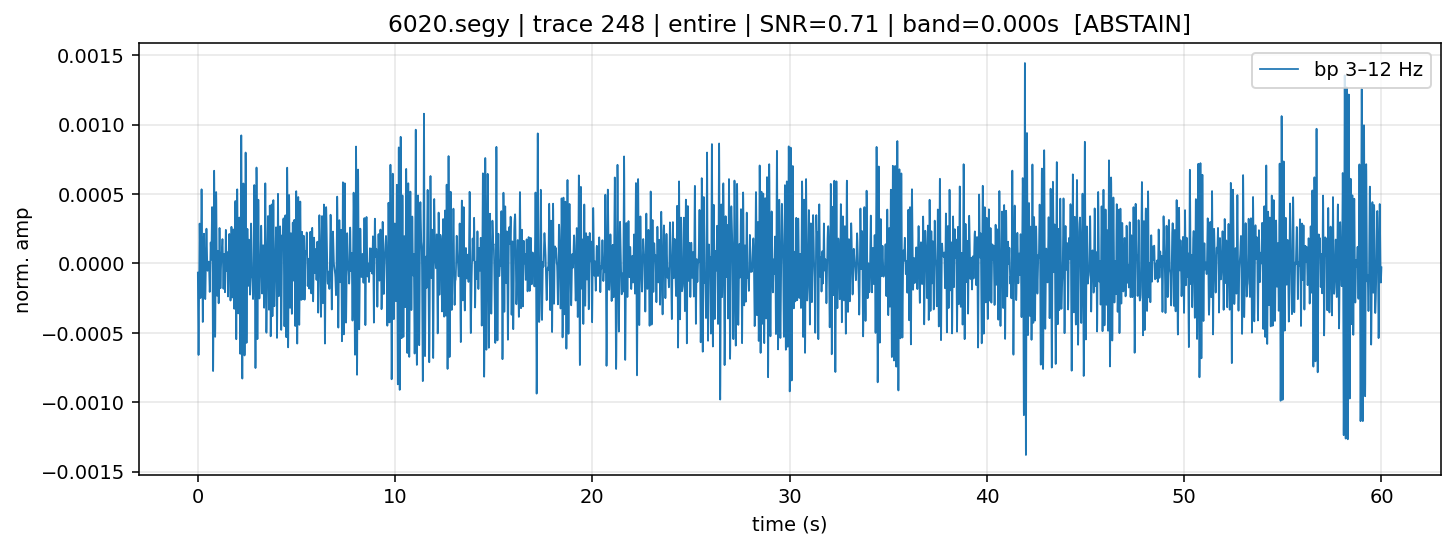 6020.segy | trace 248 | entire | SNR=0.71 | band=0.000s  [ABSTAIN]
bp 3–12 Hz
norm. amp
0.0015
0.0010
0.0005
0.0000
−0.0005
−0.0010
−0.0015
0 10 20 30 40 50 60
time (s)